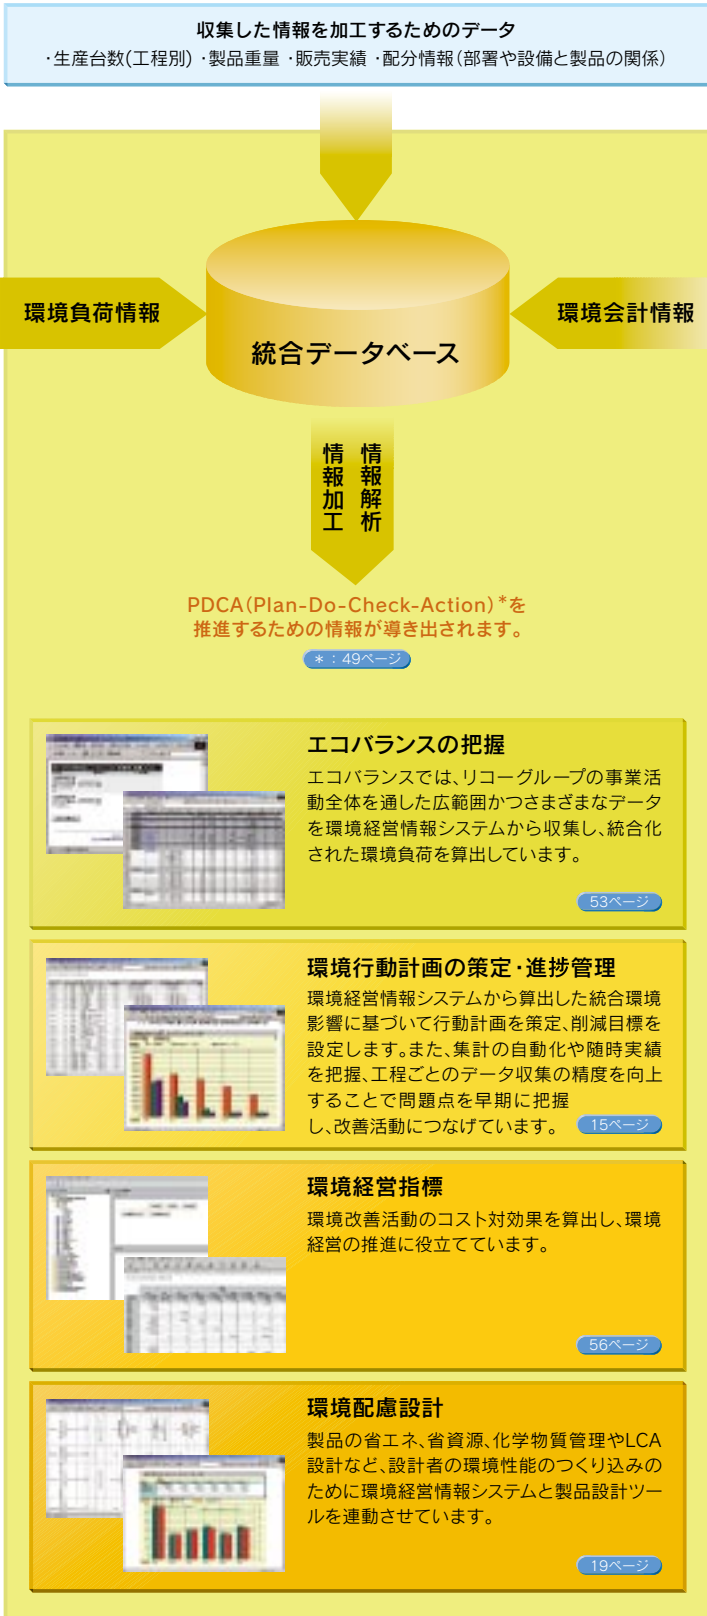 収集した情報を加工するためのデータ
・生産台数(工程別) ・製品重量 ・販売実績 ・配分情報(部署や設備と製品の関係)
環境負荷情報
統合データベース
環境会計情報
情報解析
情報加工
PDCA(Plan-Do-Check-Action)*を
推進するための情報が導き出されます。
*:49ページ
エコバランスの把握
エコバランスでは、リコーグループの事業活
動全体を通した広範囲かつさまざまなデータ
を環境経営情報システムから収集し、統合化
された環境負荷を算出しています。
53ページ
環境行動計画の策定・進捗管理
環境経営情報システムから算出した統合環境
影響に基づいて行動計画を策定、削減目標を
設定します。また、集計の自動化や随時実績
を把握、工程ごとのデータ収集の精度を向上
することで問題点を早期に把握
し、改善活動につなげています。 15ページ
環境経営指標
環境改善活動のコスト対効果を算出し、環境
経営の推進に役立てています。
56ページ
環境配慮設計
製品の省エネ、省資源、化学物質管理やLCA
設計など、設計者の環境性能のつくり込みの
ために環境経営情報システムと製品設計ツー
ルを連動させています。
19ページ